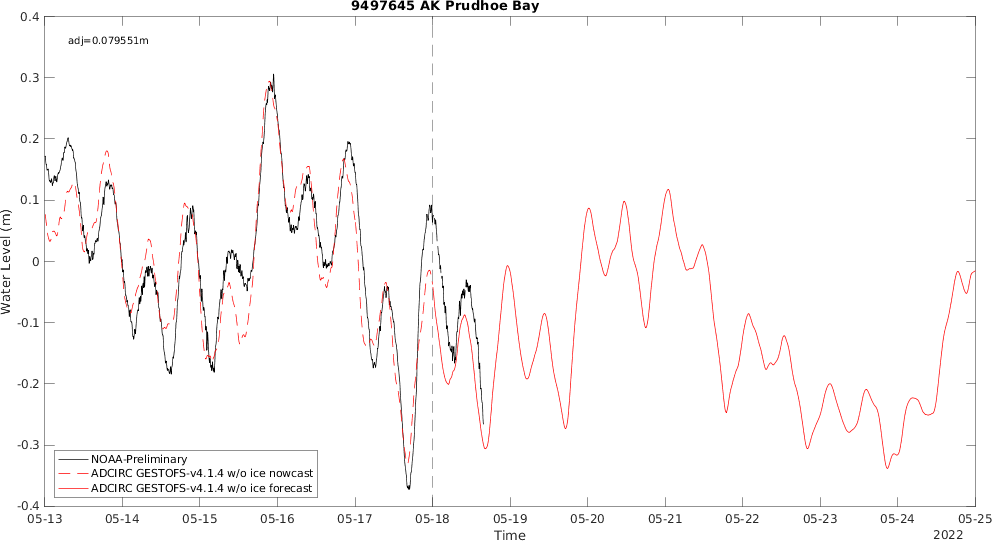 9497645 AK Prudhoe Bay
adj=0.079551m
0.4
0.3
0.2
0.1
0
-0.1
-0.2
-0.3
-0.4
Water Level (m)
NOAA-Preliminary
ADCIRC GESTOFS-v4.1.4 w/o ice nowcast
ADCIRC GESTOFS-v4.1.4 w/o ice forecast
05-13 05-14 05-15 05-16 05-17 05-18 05-19 05-20 05-21 05-22 05-23 05-24 05-25
Time
2022